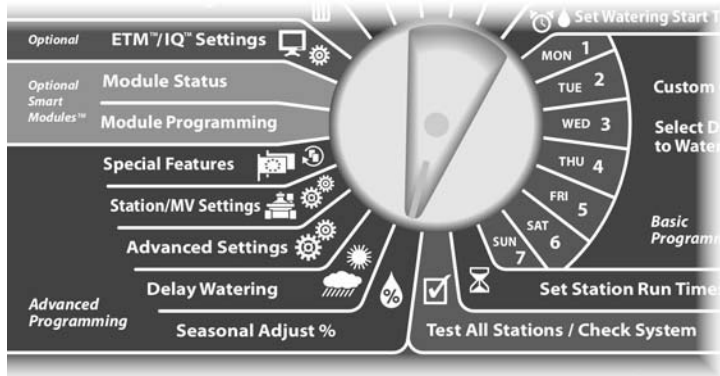 Optional
ETM™/IQ™ Settings
Optional
Smart
Modules™
Module Status
Module Programming
Special Features
Station/MV Settings
Advanced Settings
Delay Watering
Advanced
Programming
Seasonal Adjust %
%
Set Watering Start
MON 1
TUE 2
WED 3
THU 4
FRI 5
SAT 6
SUN 7
Custom
Select
to Water
Basic
Set Station Run
Test All Stations / Check System